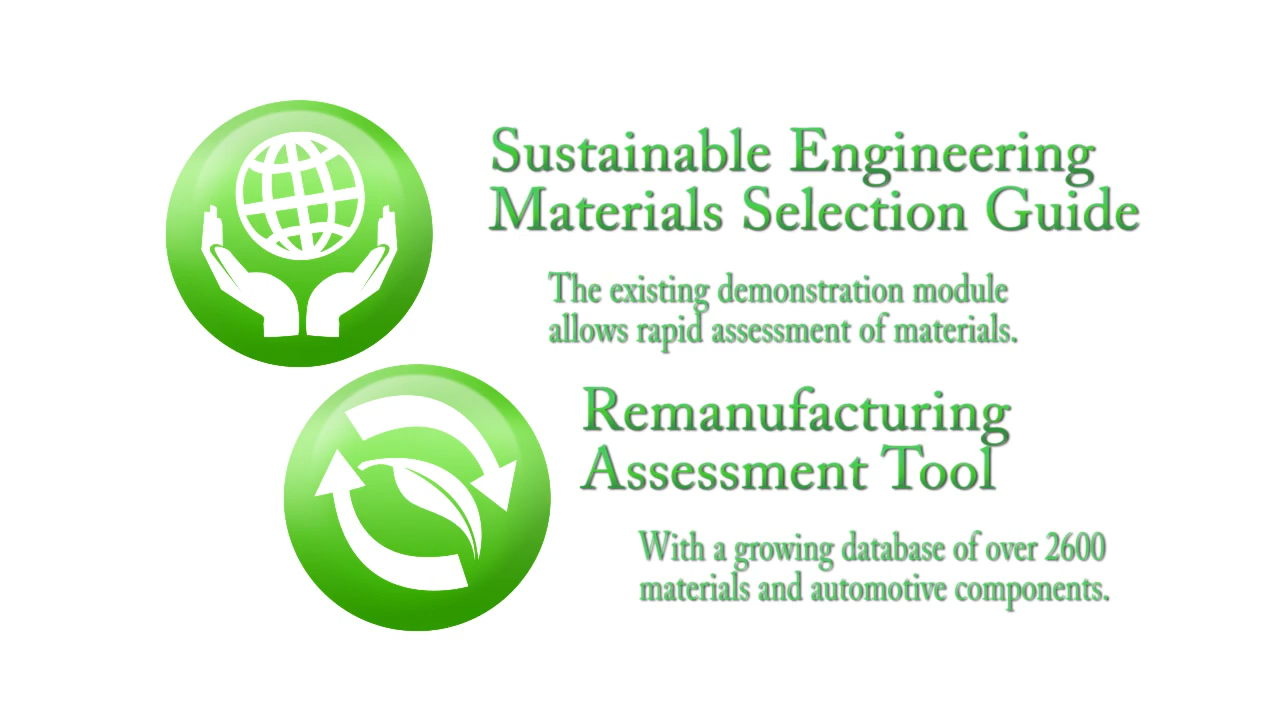 Sustainable Engineering
Materials Selection Guide
The existing demonstration module
allows rapid assessment of materials.
Remanufacturing
Assessment Tool
With a growing database of over 2600
materials and automotive components.